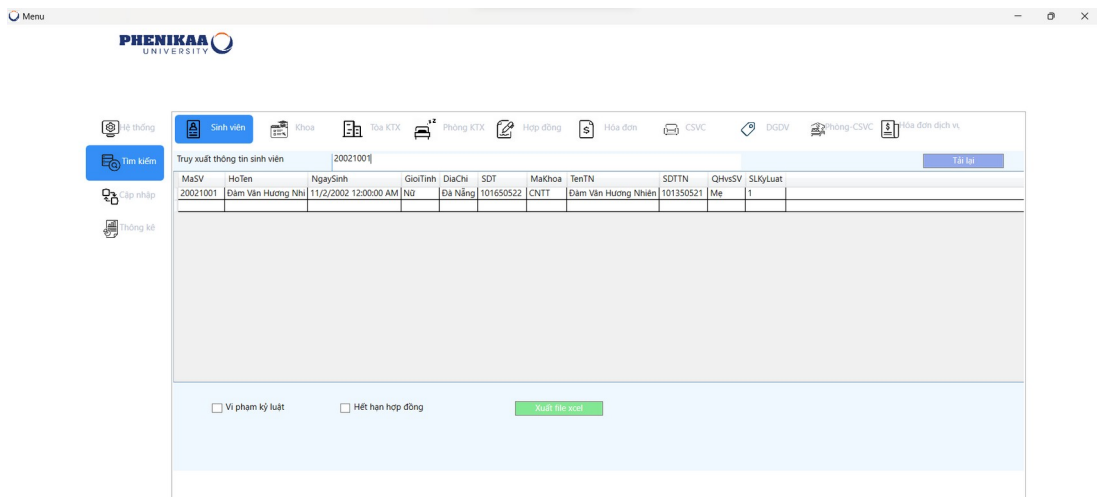 Menu
PHENIKAA
UNIVERSITY
Hệ thống
Sinh viên
Khoa
Tòa KTX
Phòng KTX
Hợp đồng
Hóa đơn
CSVC
DGDV
Phòng-CSVC
Hóa đơn dịch vị
Tìm kiếm
Truy xuất thông tin sinh viên
20021001
Tải lại
MaSV HoTen NgaySinh GioiTinh DiaChi SDT MaKhoa TenTN SDTTN QHvsSV SLKyLuat
20021001 Đàm Văn Hương Nhi 11/2/2002 12:00:00 AM Nữ Đà Nẵng 101650522 CNTT Đàm Văn Hương Nhiên 101350521 Mẹ 1
Cập nhập
Thông kê
Vi phạm kỷ luật
Hết hạn hợp đồng
Xuất file xcel